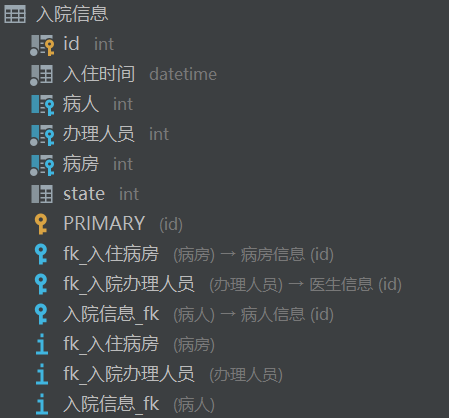 入院信息
id int
入住时间 datetime
病人 int
办理人员 int
病房 int
state int
PRIMARY (id)
fk_入住病房 (病房) → 病房信息 (id)
fk_入院办理人员 (办理人员) → 医生信息 (id)
入院信息_fk (病人) → 病人信息 (id)
fk_入住病房 (病房)
fk_入院办理人员 (办理人员)
入院信息_fk (病人)